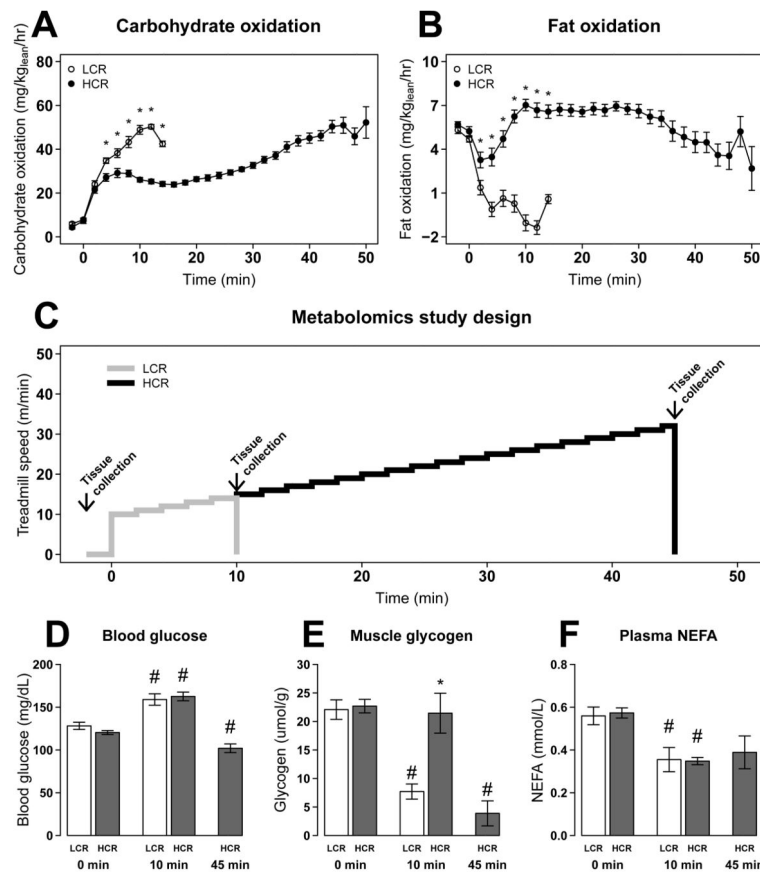 A Carbohydrate oxidation
Carbohydrate oxidation (mg/kg_lean/hr)
80
60
40
20
0
LCR
HCR
* * * * * *
0 10 20 30 40 50
Time (min)
B Fat oxidation
Fat oxidation (mg/kg_lean/hr)
10
7
4
1
−2
LCR
HCR
* * * * * * *
0 10 20 30 40 50
Time (min)
C Metabolomics study design
Treadmill speed (m/min)
50
40
30
20
10
0
LCR
HCR
Tissue
collection
Tissue
collection
Tissue
collection
0 10 20 30 40 50
Time (min)
D Blood glucose
Blood glucose (mg/dL)
200
150
100
50
0
# # #
LCR HCR LCR HCR HCR
0 min 10 min 45 min
E Muscle glycogen
Glycogen (umol/g)
30
25
20
15
10
5
0
# * #
LCR HCR LCR HCR HCR
0 min 10 min 45 min
F Plasma NEFA
NEFA (mmol/L)
0.8
0.6
0.4
0.2
0.0
# #
LCR HCR LCR HCR HCR
0 min 10 min 45 min